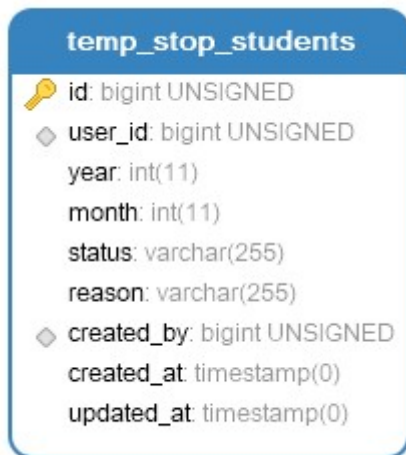 temp_stop_students
id: bigint UNSIGNED
user_id: bigint UNSIGNED
year: int(11)
month: int(11)
status: varchar(255)
reason: varchar(255)
created_by: bigint UNSIGNED
created_at: timestamp(0)
updated_at: timestamp(0)